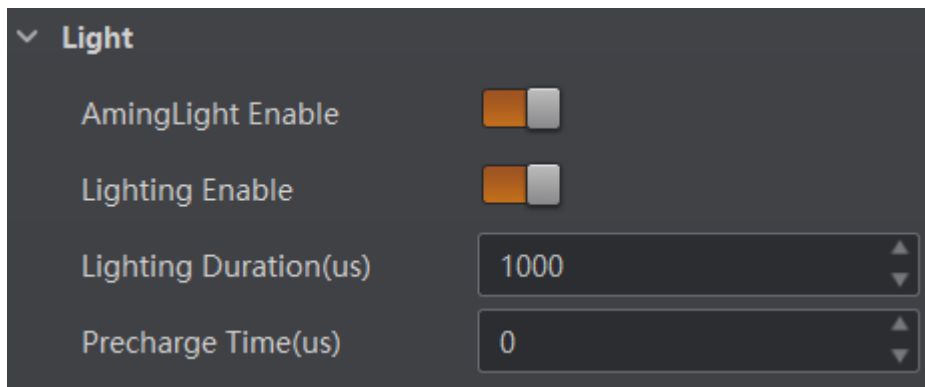 Light
AmingLight Enable
Lighting Enable
Lighting Duration(us) 1000
Precharge Time(us) 0